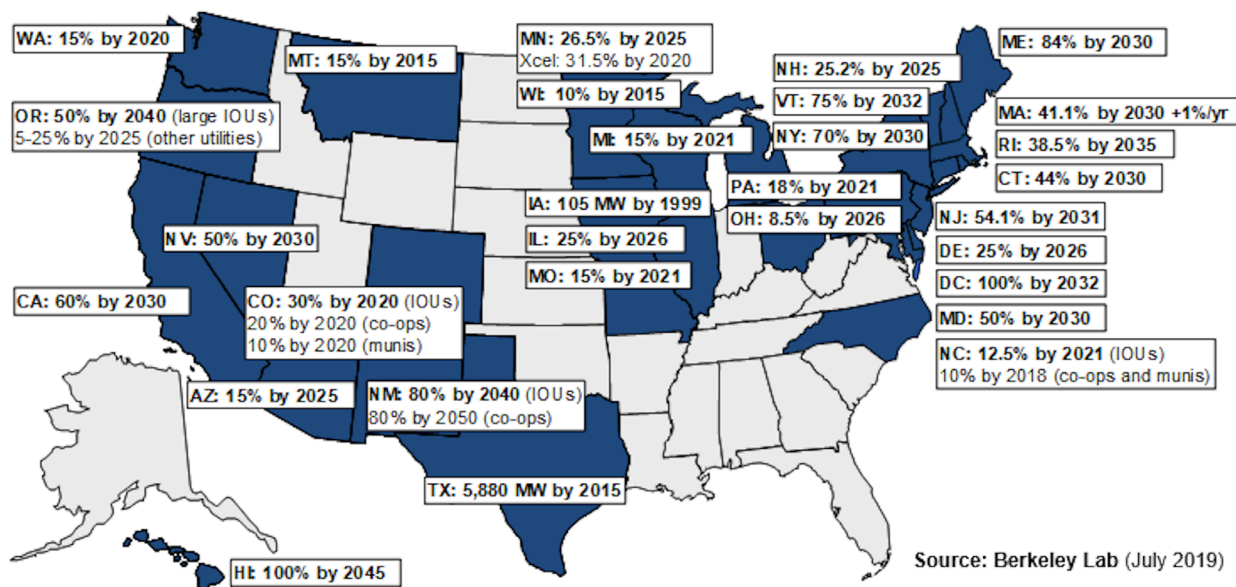 WA: 15% by 2020
MT: 15% by 2015
MN: 26.5% by 2025
Xcel: 31.5% by 2020
ME: 84% by 2030
NH: 25.2% by 2025
WI: 10% by 2015
VT: 75% by 2032
OR: 50% by 2040 (large IOUs)
5-25% by 2025 (other utilities)
MA: 41.1% by 2030 +1%/yr
MI: 15% by 2021
NY: 70% by 2030
RI: 38.5% by 2035
CT: 44% by 2030
PA: 18% by 2021
IA: 105 MW by 1999
OH: 8.5% by 2026
NJ: 54.1% by 2031
NV: 50% by 2030
IL: 25% by 2026
DE: 25% by 2026
MO: 15% by 2021
DC: 100% by 2032
CA: 60% by 2030
CO: 30% by 2020 (IOUs)
20% by 2020 (co-ops)
10% by 2020 (munis)
MD: 50% by 2030
NC: 12.5% by 2021 (IOUs)
10% by 2018 (co-ops and munis)
AZ: 15% by 2025
NM: 80% by 2040 (IOUs)
80% by 2050 (co-ops)
TX: 5,880 MW by 2015
HI: 100% by 2045
Source: Berkeley Lab (July 2019)